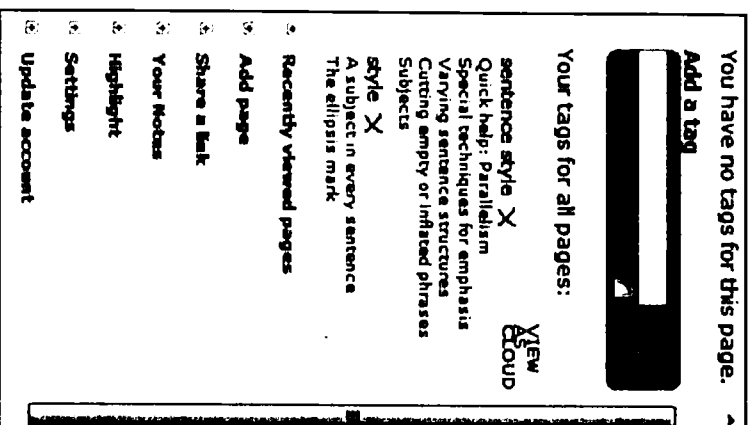 You have no tags for this page.
Add a tag
Your tags for all pages:
VIEW AS CLOUD
sentence style X
Quick help: Parallelism
Special techniques for emphasis
Varying sentence structures
Cutting empty or inflated phrases
Subjects
style X
A subject in every sentence
The ellipsis mark
Recently viewed pages
Add page
Share a link
Your Notes
Highlight
Settings
Update account